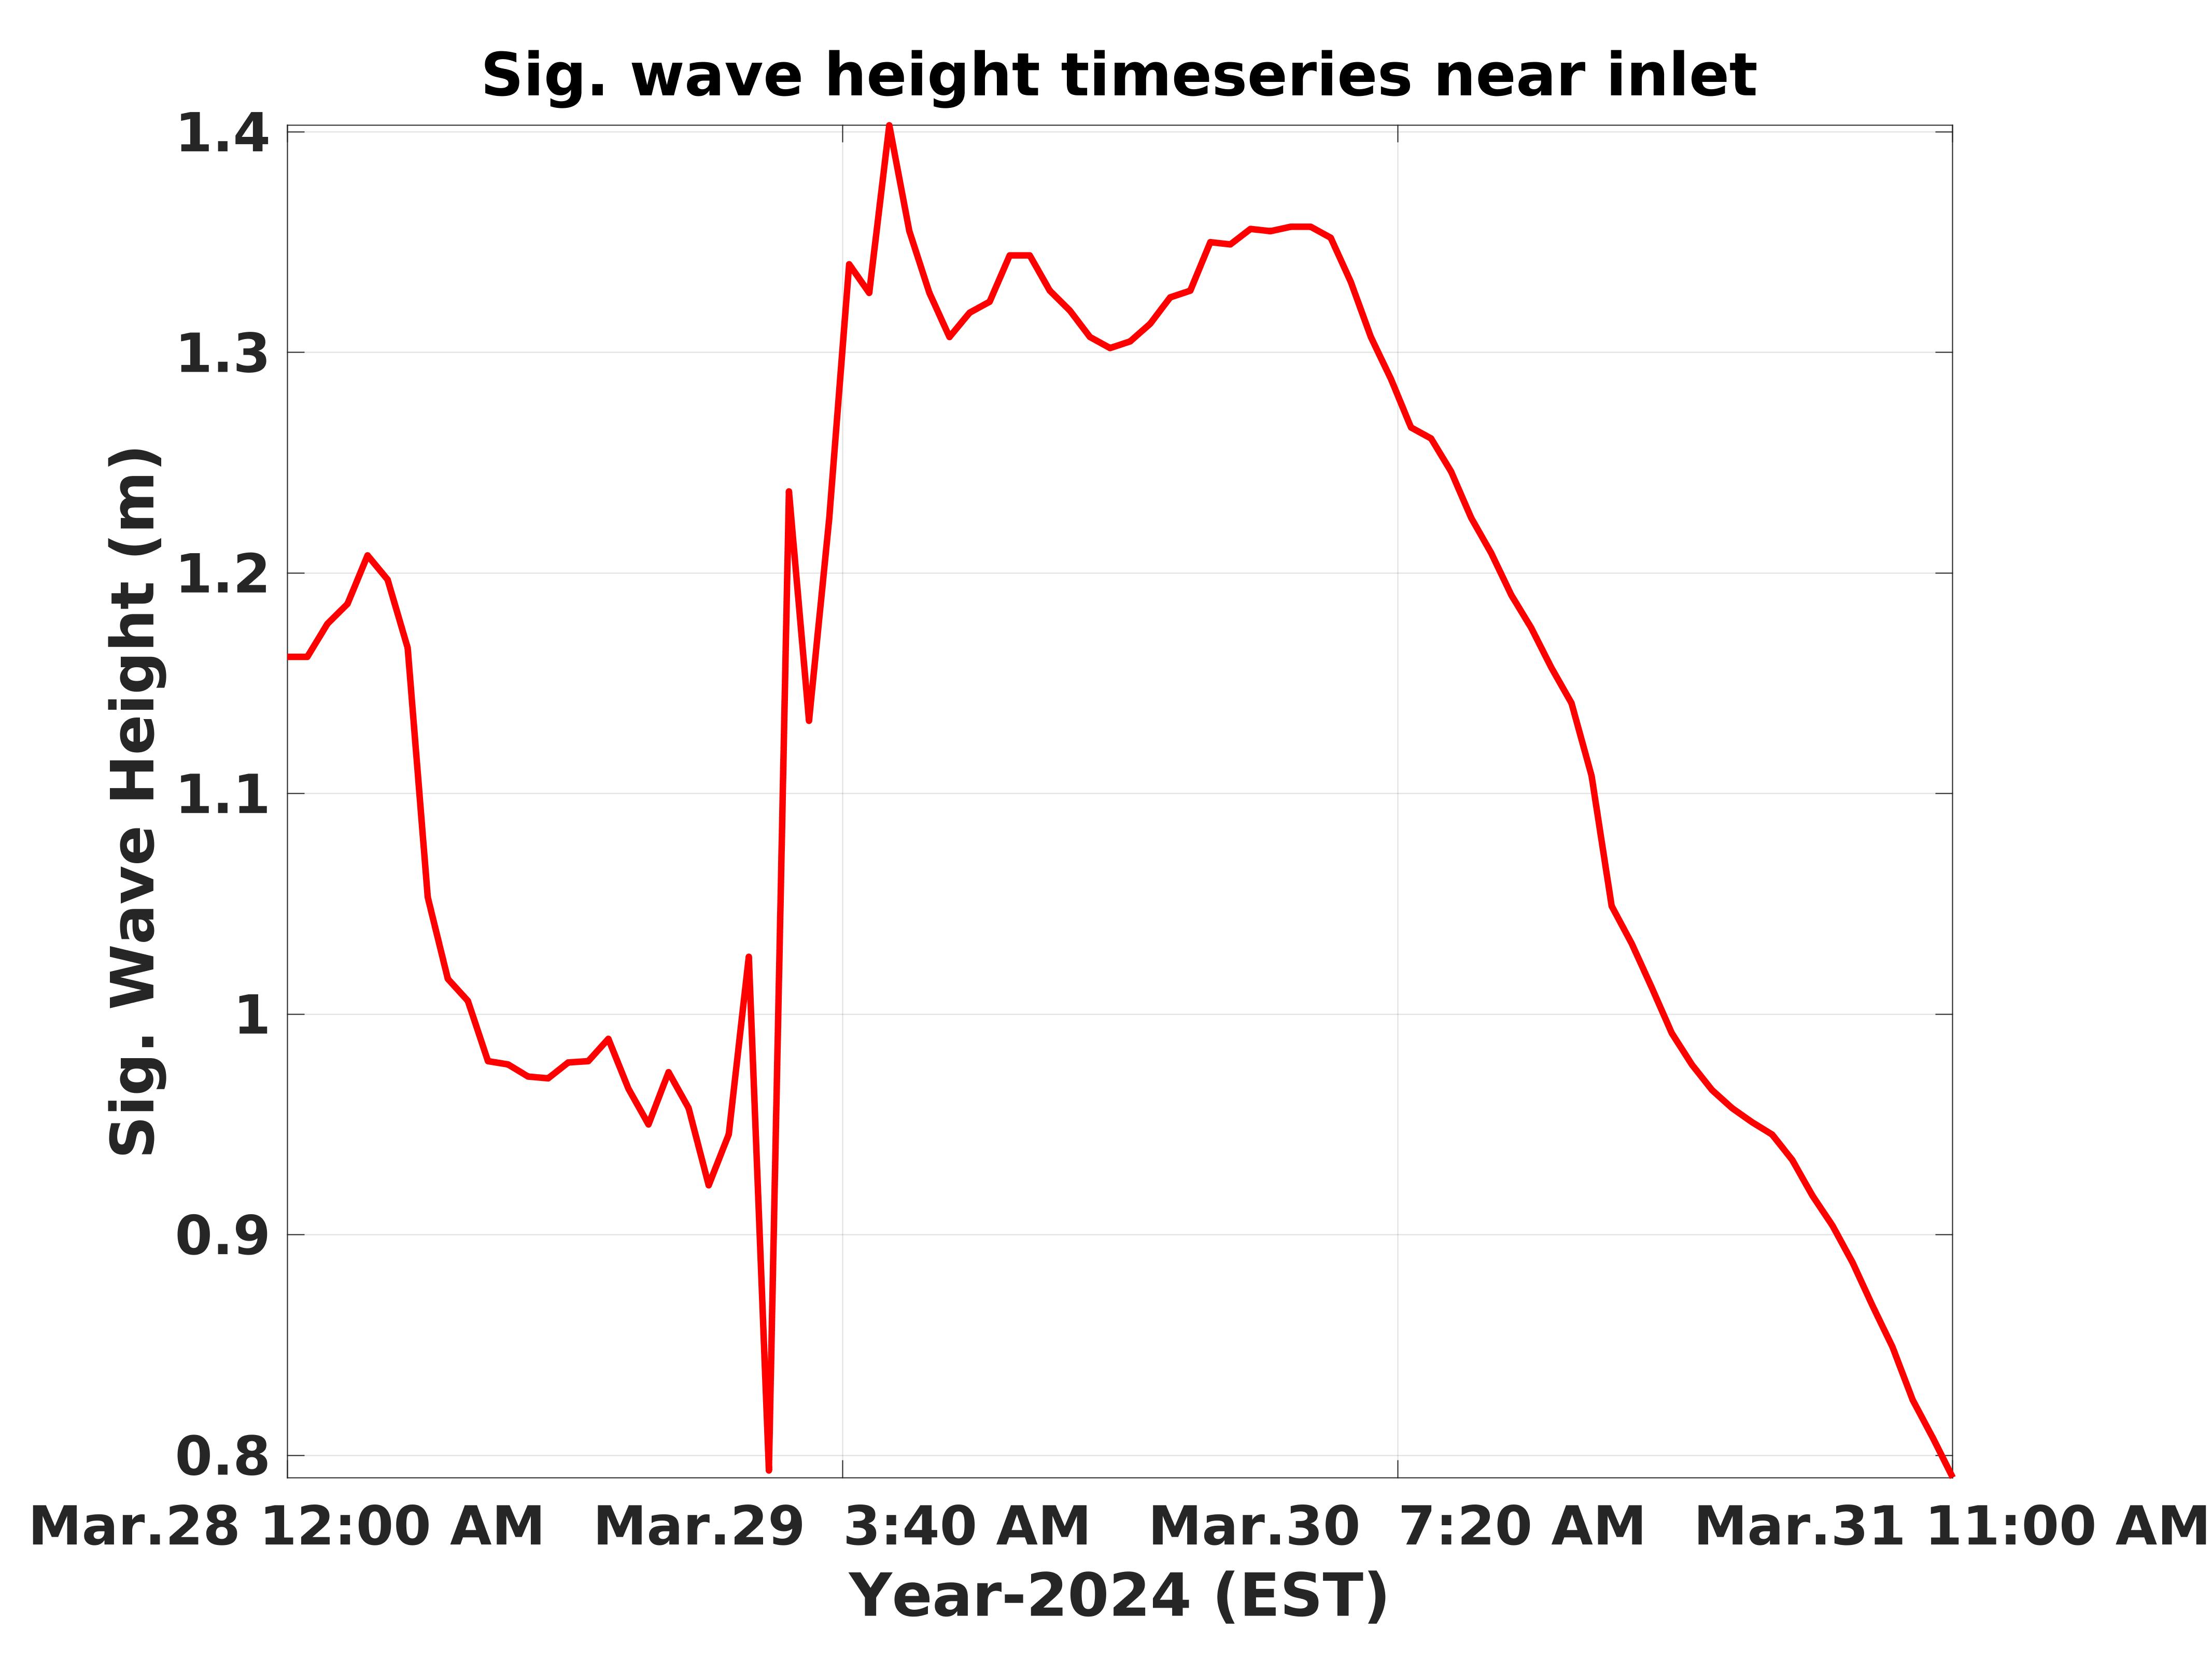 Sig. wave height timeseries near inlet
Sig. Wave Height (m)
1.4
1.3
1.2
1.1
1
0.9
0.8
Mar.28 12:00 AM
Mar.29 3:40 AM
Mar.30 7:20 AM
Mar.31 11:00 AM
Year-2024 (EST)